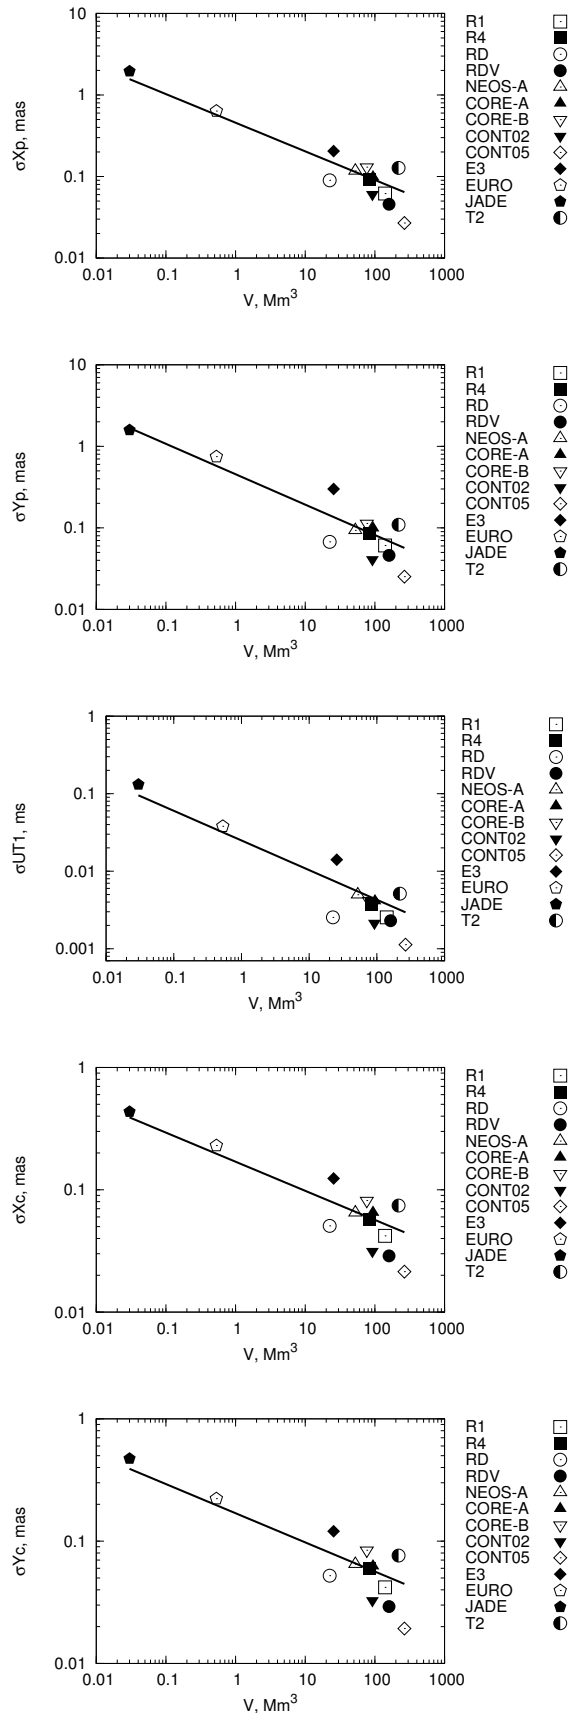 10
1
0.1
0.01
0.01 0.1 1 10 100 1000
σXp, mas
V, Mm³
R1
R4
RD
RDV
NEOS-A
CORE-A
CORE-B
CONT02
CONT05
E3
EURO
JADE
T2
10
1
0.1
0.01
0.01 0.1 1 10 100 1000
σYp, mas
V, Mm³
R1
R4
RD
RDV
NEOS-A
CORE-A
CORE-B
CONT02
CONT05
E3
EURO
JADE
T2
1
0.1
0.01
0.001
0.01 0.1 1 10 100 1000
σUT1, ms
V, Mm³
R1
R4
RD
RDV
NEOS-A
CORE-A
CORE-B
CONT02
CONT05
E3
EURO
JADE
T2
1
0.1
0.01
0.01 0.1 1 10 100 1000
σXc, mas
V, Mm³
R1
R4
RD
RDV
NEOS-A
CORE-A
CORE-B
CONT02
CONT05
E3
EURO
JADE
T2
1
0.1
0.01
0.01 0.1 1 10 100 1000
σYc, mas
V, Mm³
R1
R4
RD
RDV
NEOS-A
CORE-A
CORE-B
CONT02
CONT05
E3
EURO
JADE
T2